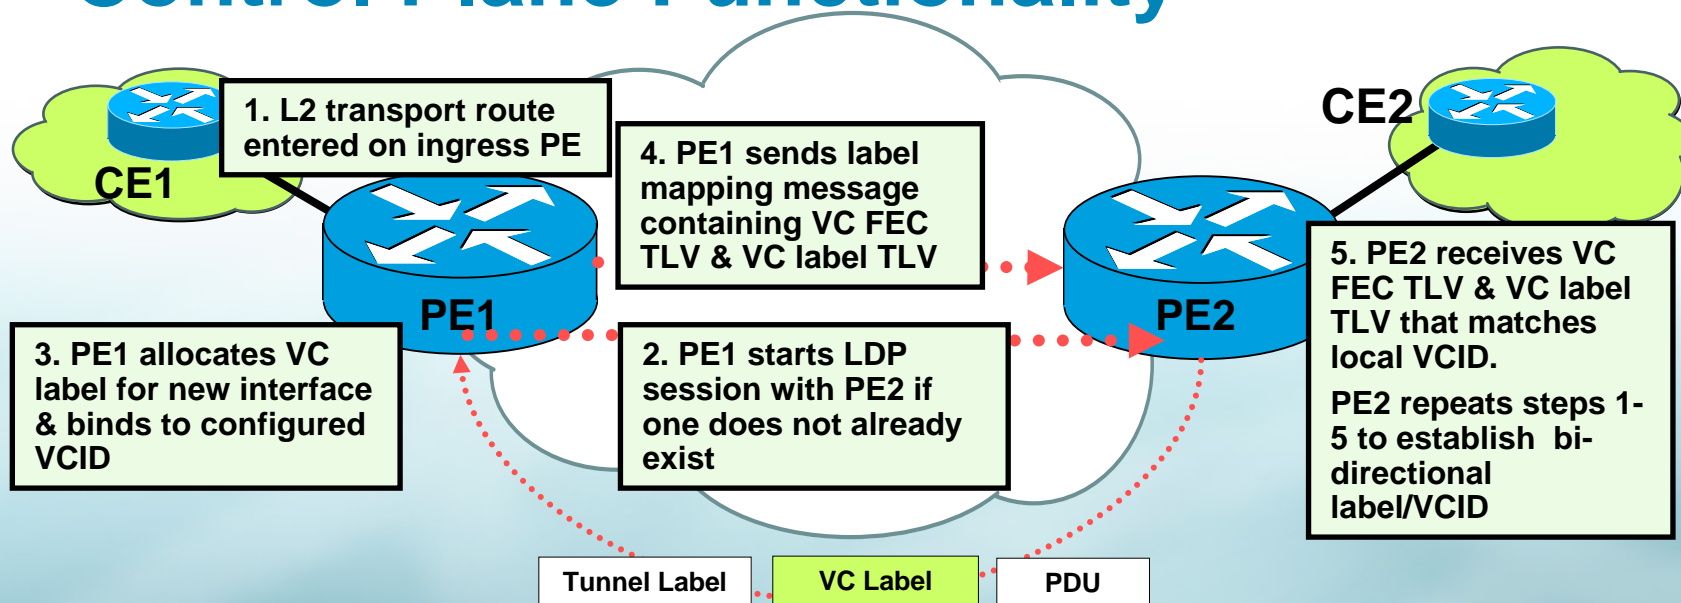 Control Plane Functionality
1. L2 transport route
entered on ingress PE
CE1
4. PE1 sends label
mapping message
containing VC FEC
TLV & VC label TLV
CE2
PE1
PE2
3. PE1 allocates VC
label for new interface
& binds to configured
VCID
2. PE1 starts LDP
session with PE2 if
one does not already
exist
5. PE2 receives VC
FEC TLV & VC label
TLV that matches
local VCID.
PE2 repeats steps 1-
5 to establish bi-
directional
label/VCID
Tunnel Label
VC Label
PDU